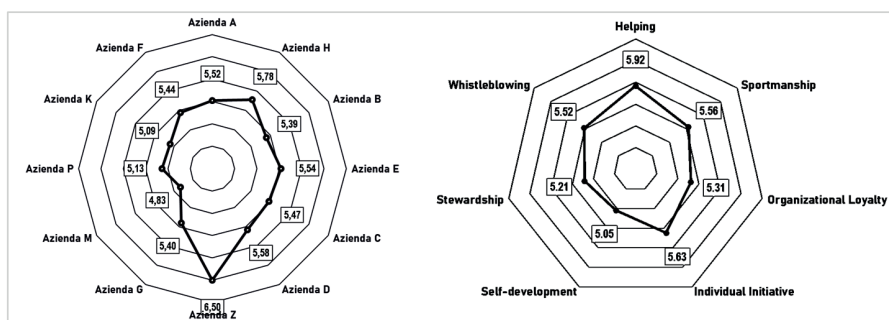 Azienda A
Azienda F
Azienda H
5,52
5,78
5,44
Azienda K
Azienda B
5,09
5,39
Azienda P
5,13
5,54
Azienda E
4,83
5,47
Azienda M
Azienda C
5,40
5,58
Azienda G
Azienda D
6,50
Azienda Z
Helping
5.92
Whistleblowing
Sportmanship
5.52
5.56
Stewardship
5.21
5.31
Organizational Loyalty
5.05
5.63
Self-development
Individual Initiative